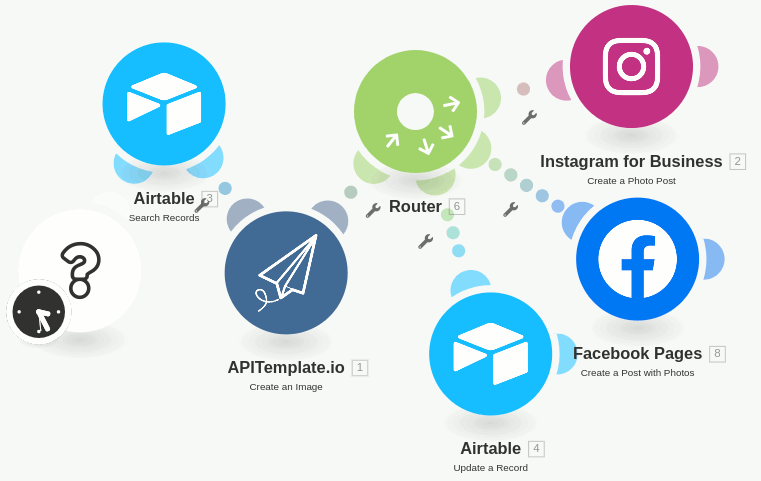 Airtable 3
Search Records
?
APITemplate.io 1
Create an Image
Router 6
Instagram for Business 2
Create a Photo Post
Facebook Pages 8
Create a Post with Photos
Airtable 4
Update a Record